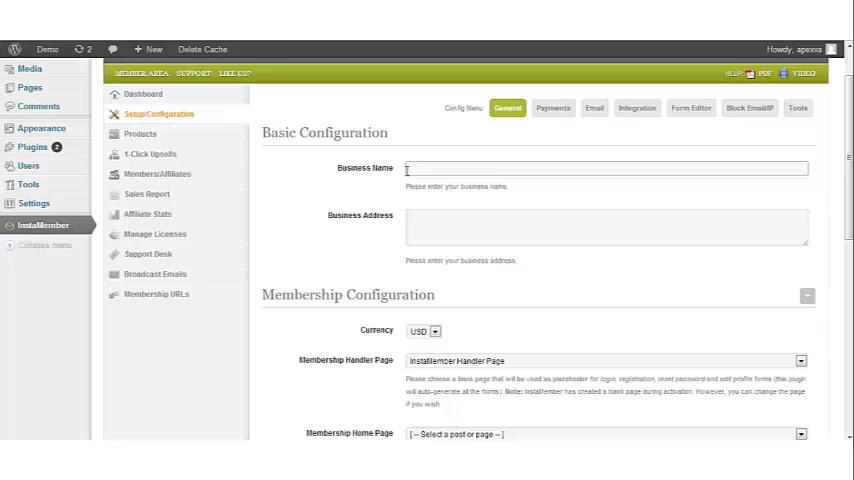 Demo 2 + New Delete Cache Howdy, apexva
MEMBER AREA SUPPORT LIKE US? HELP: PDF VIDEO
Media
Pages
Comments
Appearance
Plugins 2
Users
Tools
Settings
InstaMember
Collapse menu
Dashboard
Setup/Configuration
Products
1-Click Upsells
Members/Affiliates
Sales Report
Affiliate Stats
Manage Licenses
Support Desk
Broadcast Emails
Membership URLs
Config Menu: General Payments Email Integration Form Editor Block Email/IP Tools
Basic Configuration
Business Name
Please enter your business name.
Business Address
Please enter your business address.
Membership Configuration
Currency USD
Membership Handler Page InstaMember Handler Page
Please choose a blank page that will be used as placeholder for login, registration, reset password and edit profile forms (this plugin
will auto-generate all the forms). Note: InstaMember has created a blank page during activation. However, you can change the page
if you wish.
Membership Home Page [ -- Select a post or page -- ]